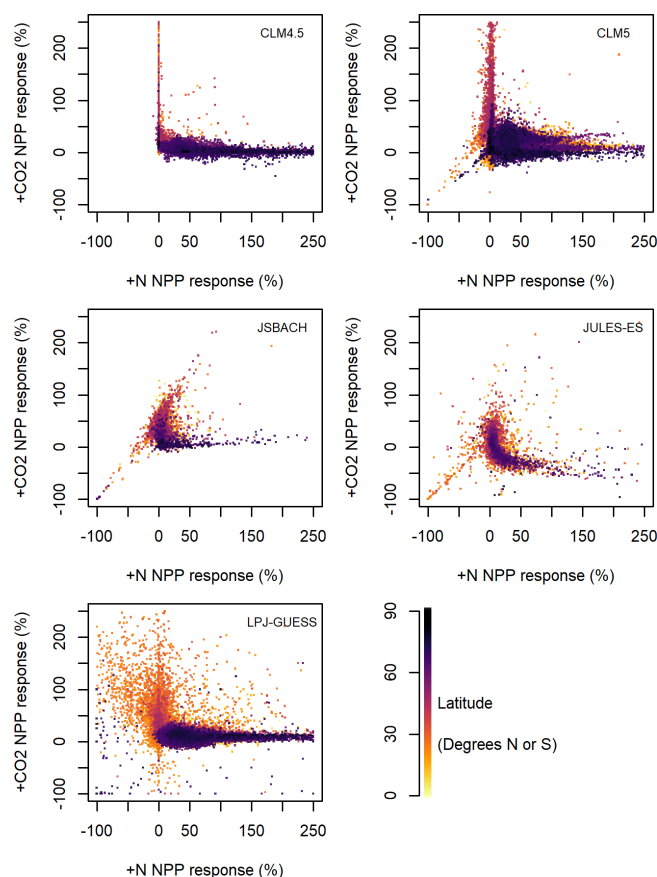 CLM4.5
+CO2 NPP response (%)
-100 0 100 200
-100 0 50 150 250
+N NPP response (%)
CLM5
+CO2 NPP response (%)
-100 0 100 200
-100 0 50 150 250
+N NPP response (%)
JSBACH
+CO2 NPP response (%)
-100 0 100 200
-100 0 50 150 250
+N NPP response (%)
JULES-ES
+CO2 NPP response (%)
-100 0 100 200
-100 0 50 150 250
+N NPP response (%)
LPJ-GUESS
+CO2 NPP response (%)
-100 0 100 200
-100 0 50 150 250
+N NPP response (%)
0 30 60 90
Latitude
(Degrees N or S)